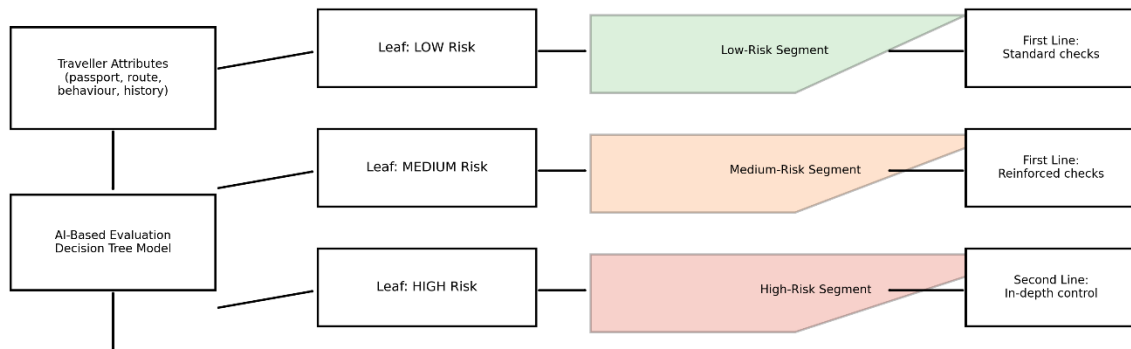 Traveller Attributes
(passport, route,
behaviour, history)
Leaf: LOW Risk
Low-Risk Segment
First Line:
Standard checks
Leaf: MEDIUM Risk
Medium-Risk Segment
First Line:
Reinforced checks
AI-Based Evaluation
Decision Tree Model
Leaf: HIGH Risk
High-Risk Segment
Second Line:
In-depth control